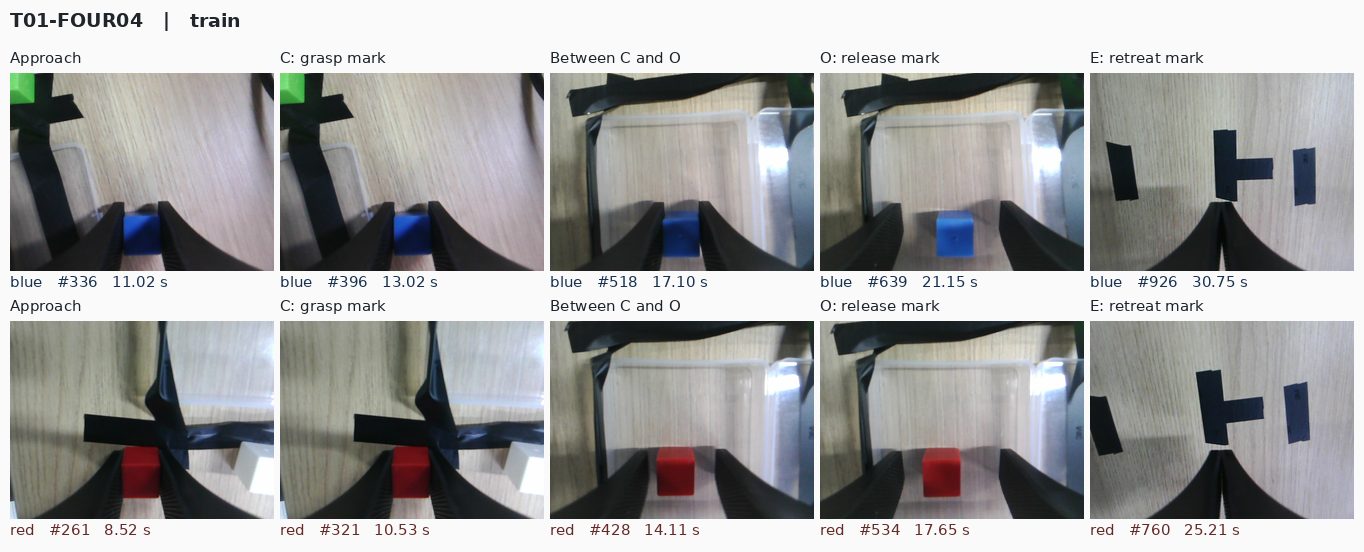 T01-FOUR04 | train
Approach C: grasp mark Between C and O O: release mark E: retreat mark
blue #336 11.02 s blue #396 13.02 s blue #518 17.10 s blue #639 21.15 s blue #926 30.75 s
Approach C: grasp mark Between C and O O: release mark E: retreat mark
red #261 8.52 s red #321 10.53 s red #428 14.11 s red #534 17.65 s red #760 25.21 s